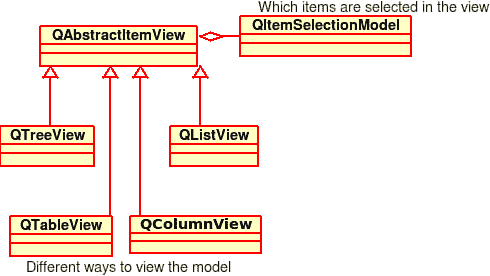 Which items are selected in the view
QAbstractItemView
QItemSelectionModel
QTreeView
QListView
QTableView
QColumnView
Different ways to view the model